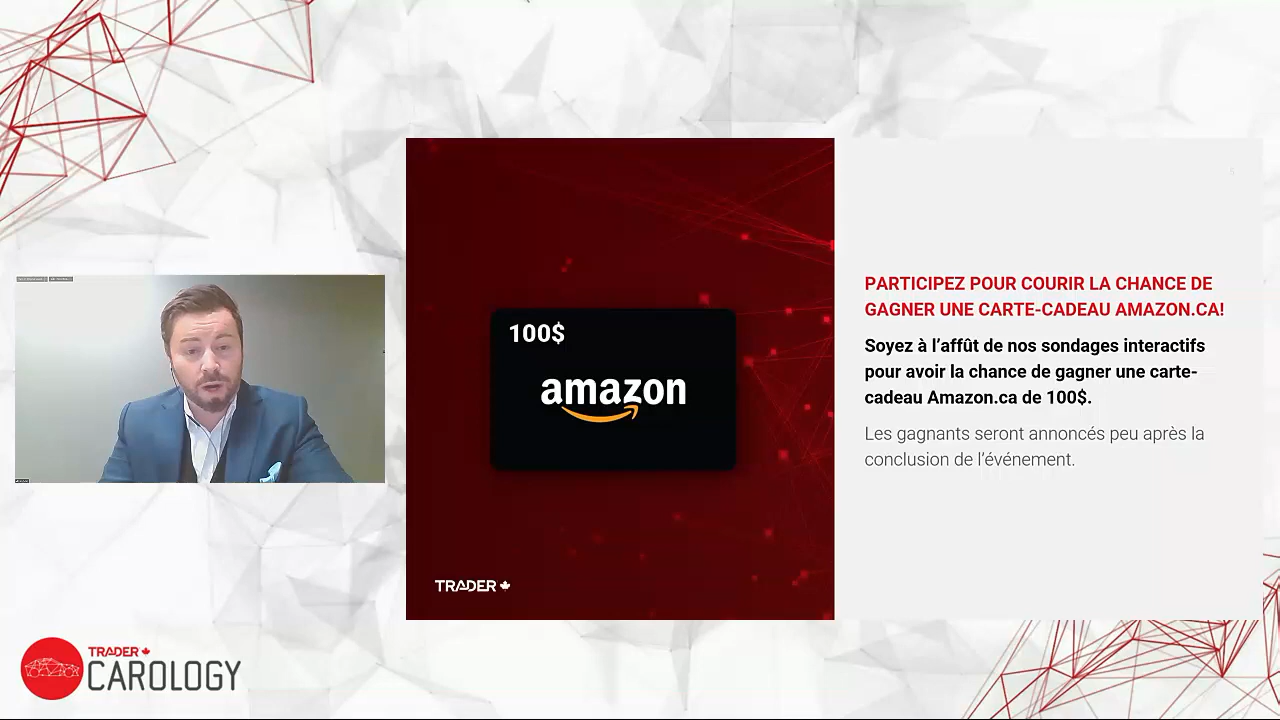 100$
amazon
TRADER
PARTICIPEZ POUR COURIR LA CHANCE DE
GAGNER UNE CARTE-CADEAU AMAZON.CA!
Soyez à l’affût de nos sondages interactifs
pour avoir la chance de gagner une carte-
cadeau Amazon.ca de 100$.
Les gagnants seront annoncés peu après la
conclusion de l’événement.
TRADER
CAROLOGY